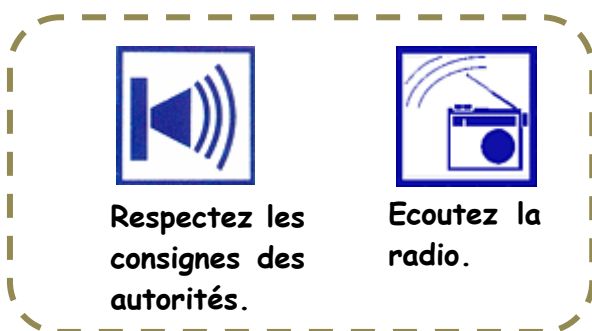 Respectez les
consignes des
autorités.
Ecoutez la
radio.